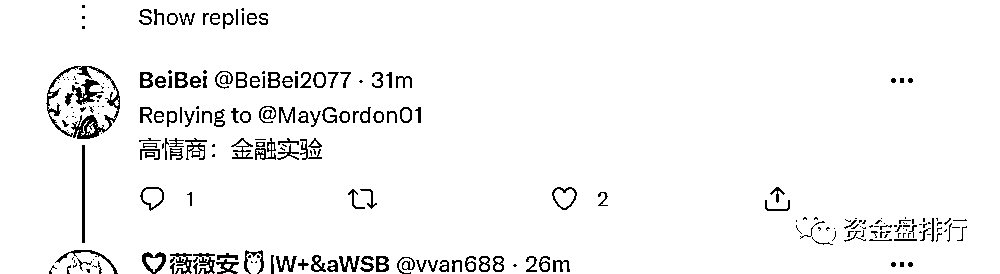 Show replies
BeiBei @BeiBei2077 · 31m
Replying to @MayGordon01
高情商：金融实验
1 2
资金盘排行
♥薇薇安🐱|W+&aWSB @vvan688 · 26m